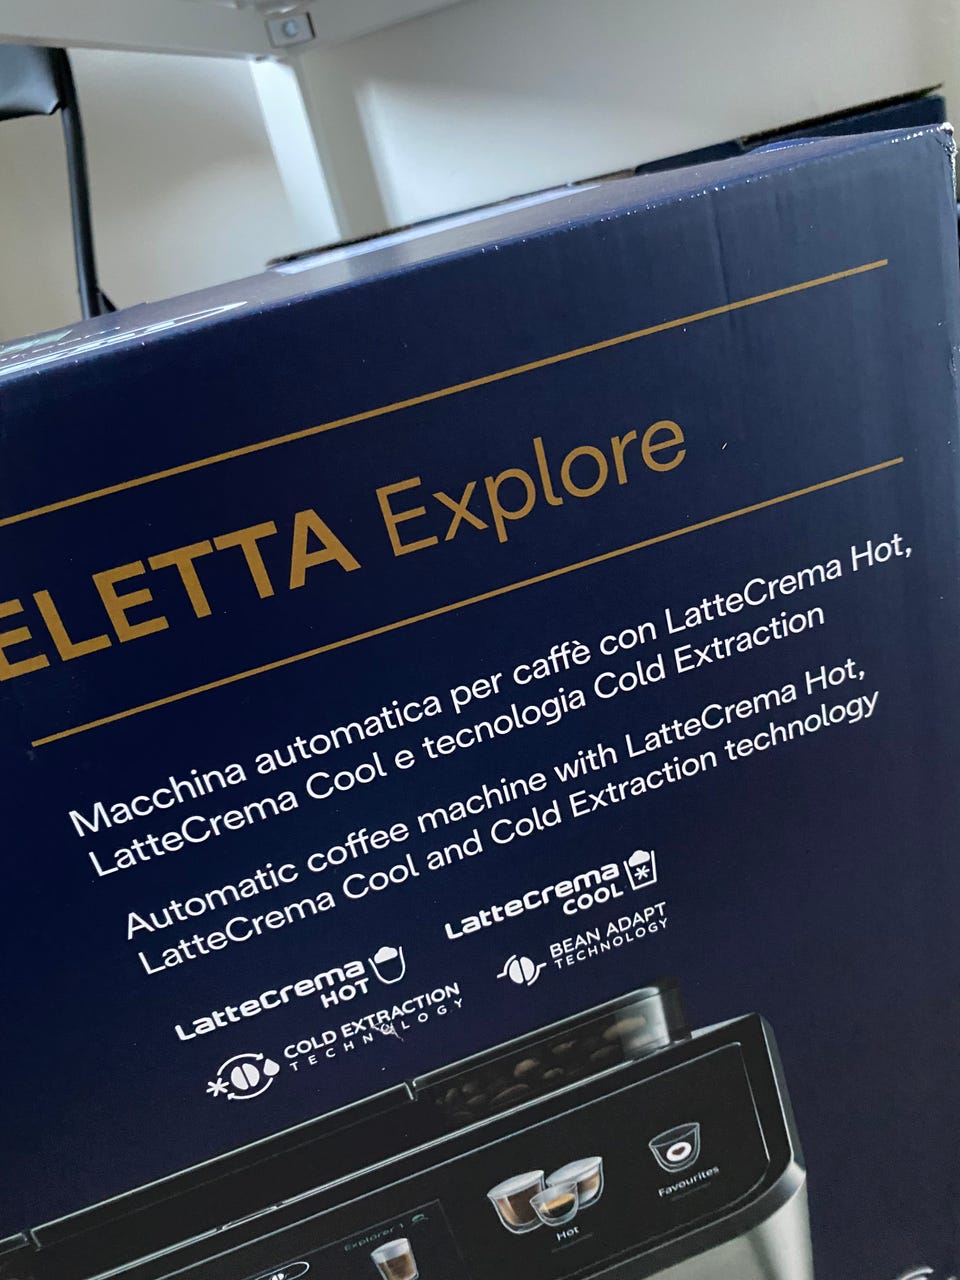 ELETTA Explore
Macchina automatica per caffè con LatteCrema Hot,
LatteCrema Cool e tecnologia Cold Extraction
Automatic coffee machine with LatteCrema Hot,
LatteCrema Cool and Cold Extraction technology
LatteCrema
HOT
LatteCrema
COOL
COLD EXTRACTION
TECHNOLOGY
BEAN ADAPT
TECHNOLOGY
Explorer 1
Hot
Favourites